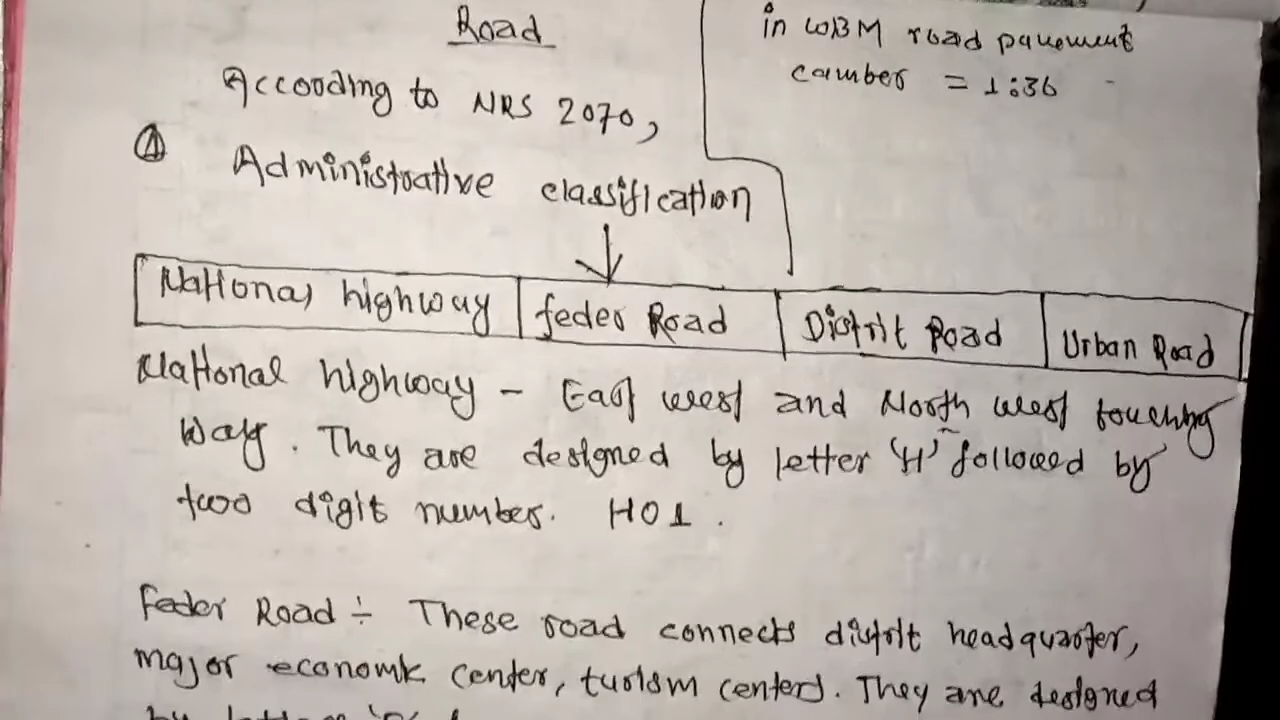 Road
in WBM road pavement
camber = 1:36
According to NRS 2070,
① Administrative classification
National highway | feder Road | Distrit Road | Urban Road
National highway - East west and North west touching
way. They are designed by letter 'H' followed by
two digit number. H01.
feder Road ÷ These road connects distrit headquarter,
major economic center, turism centers. They are designed
by letter